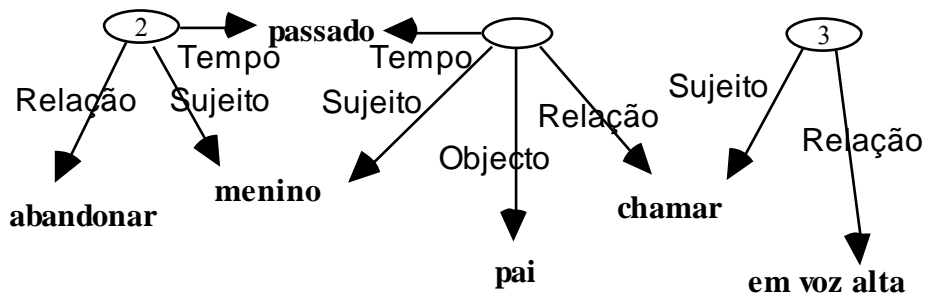 2
passado
3
Tempo
Tempo
Relação
Sujeito
Sujeito
Objecto
Relação
Sujeito
Relação
abandonar
menino
chamar
pai
em voz alta